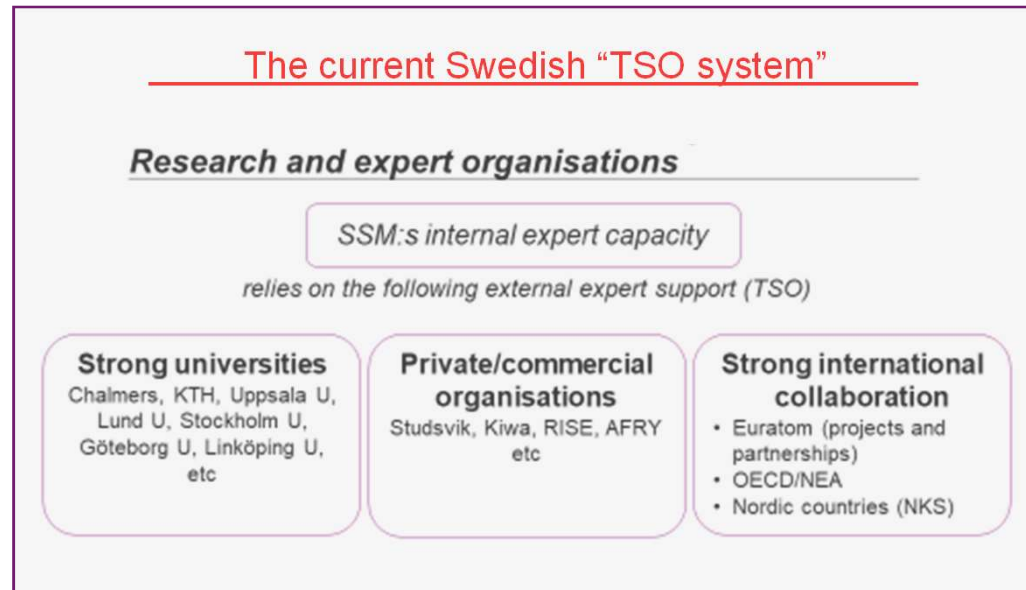 The current Swedish “TSO system”
Research and expert organisations
SSM:s internal expert capacity
relies on the following external expert support (TSO)
Strong universities
Chalmers, KTH, Uppsala U,
Lund U, Stockholm U,
Göteborg U, Linköping U,
etc
Private/commercial
organisations
Studsvik, Kiwa, RISE, AFRY
etc
Strong international
collaboration
• Euratom (projects and
partnerships)
• OECD/NEA
• Nordic countries (NKS)